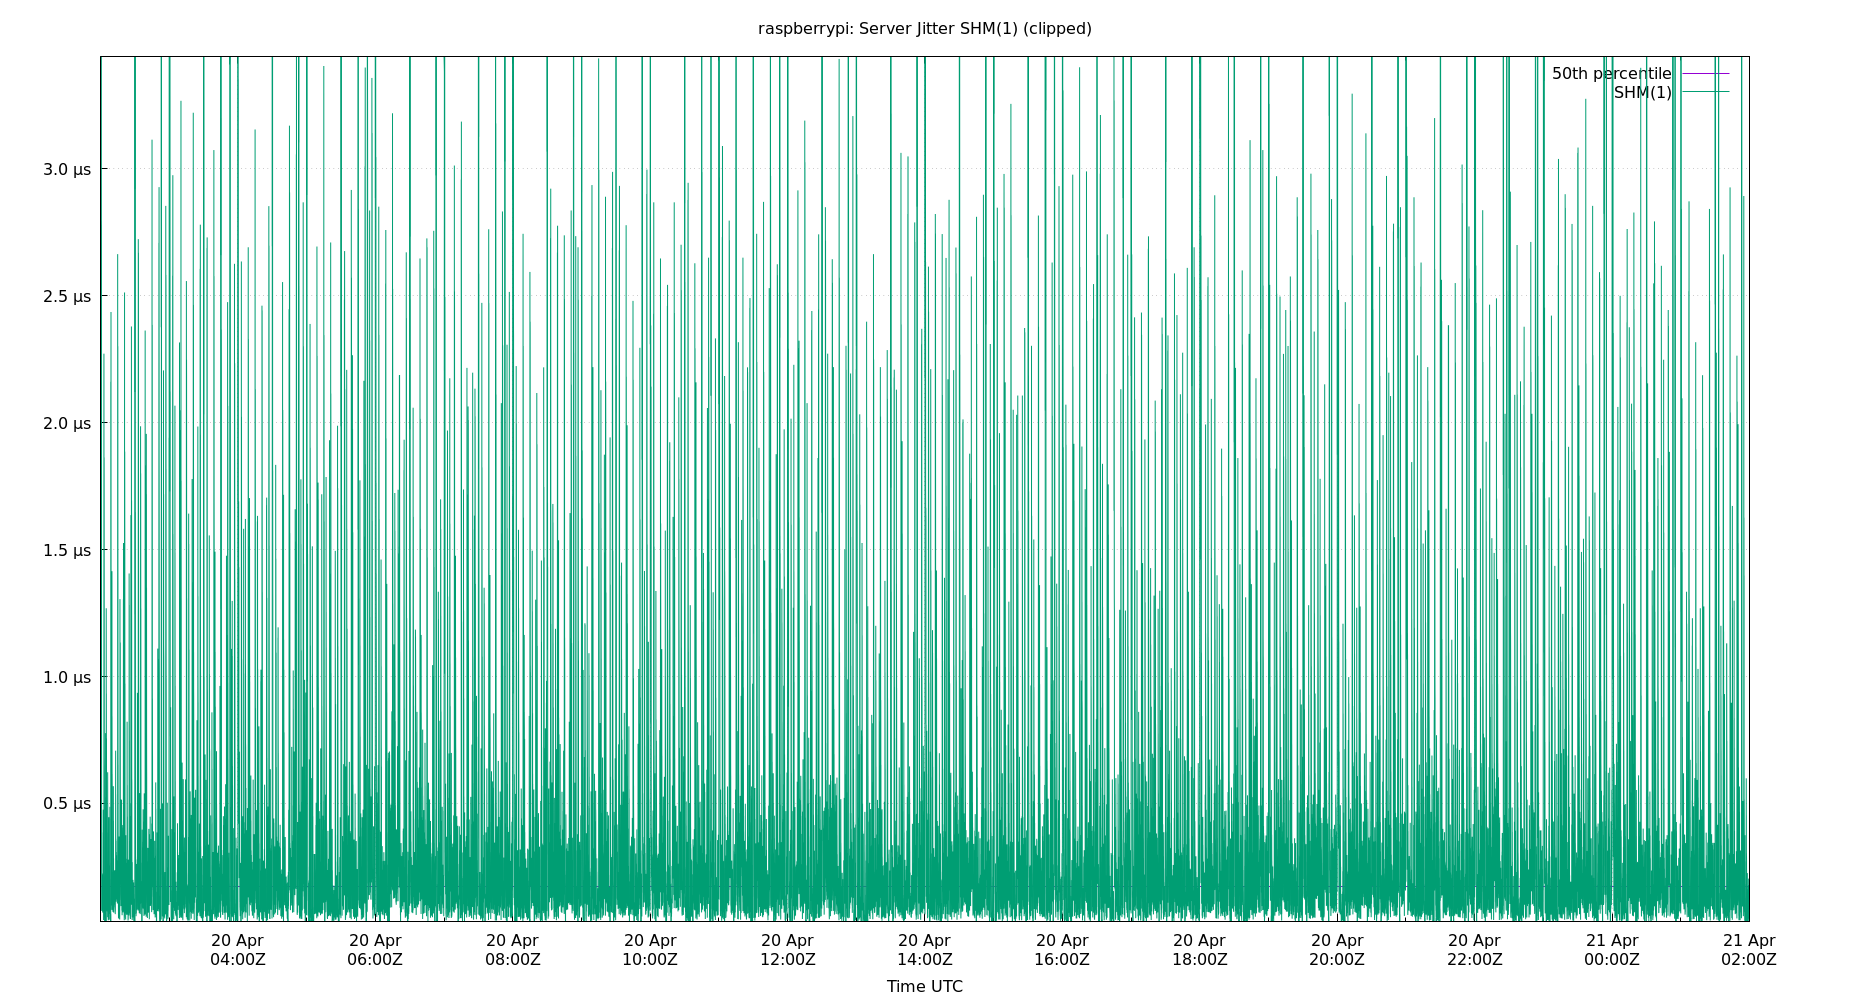 raspberrypi: Server Jitter SHM(1) (clipped)
50th percentile
SHM(1)
3.0 µs
2.5 µs
2.0 µs
1.5 µs
1.0 µs
0.5 µs
20 Apr 20 Apr 20 Apr 20 Apr 20 Apr 20 Apr 20 Apr 20 Apr 20 Apr 20 Apr 21 Apr 21 Apr
04:00Z 06:00Z 08:00Z 10:00Z 12:00Z 14:00Z 16:00Z 18:00Z 20:00Z 22:00Z 00:00Z 02:00Z
Time UTC